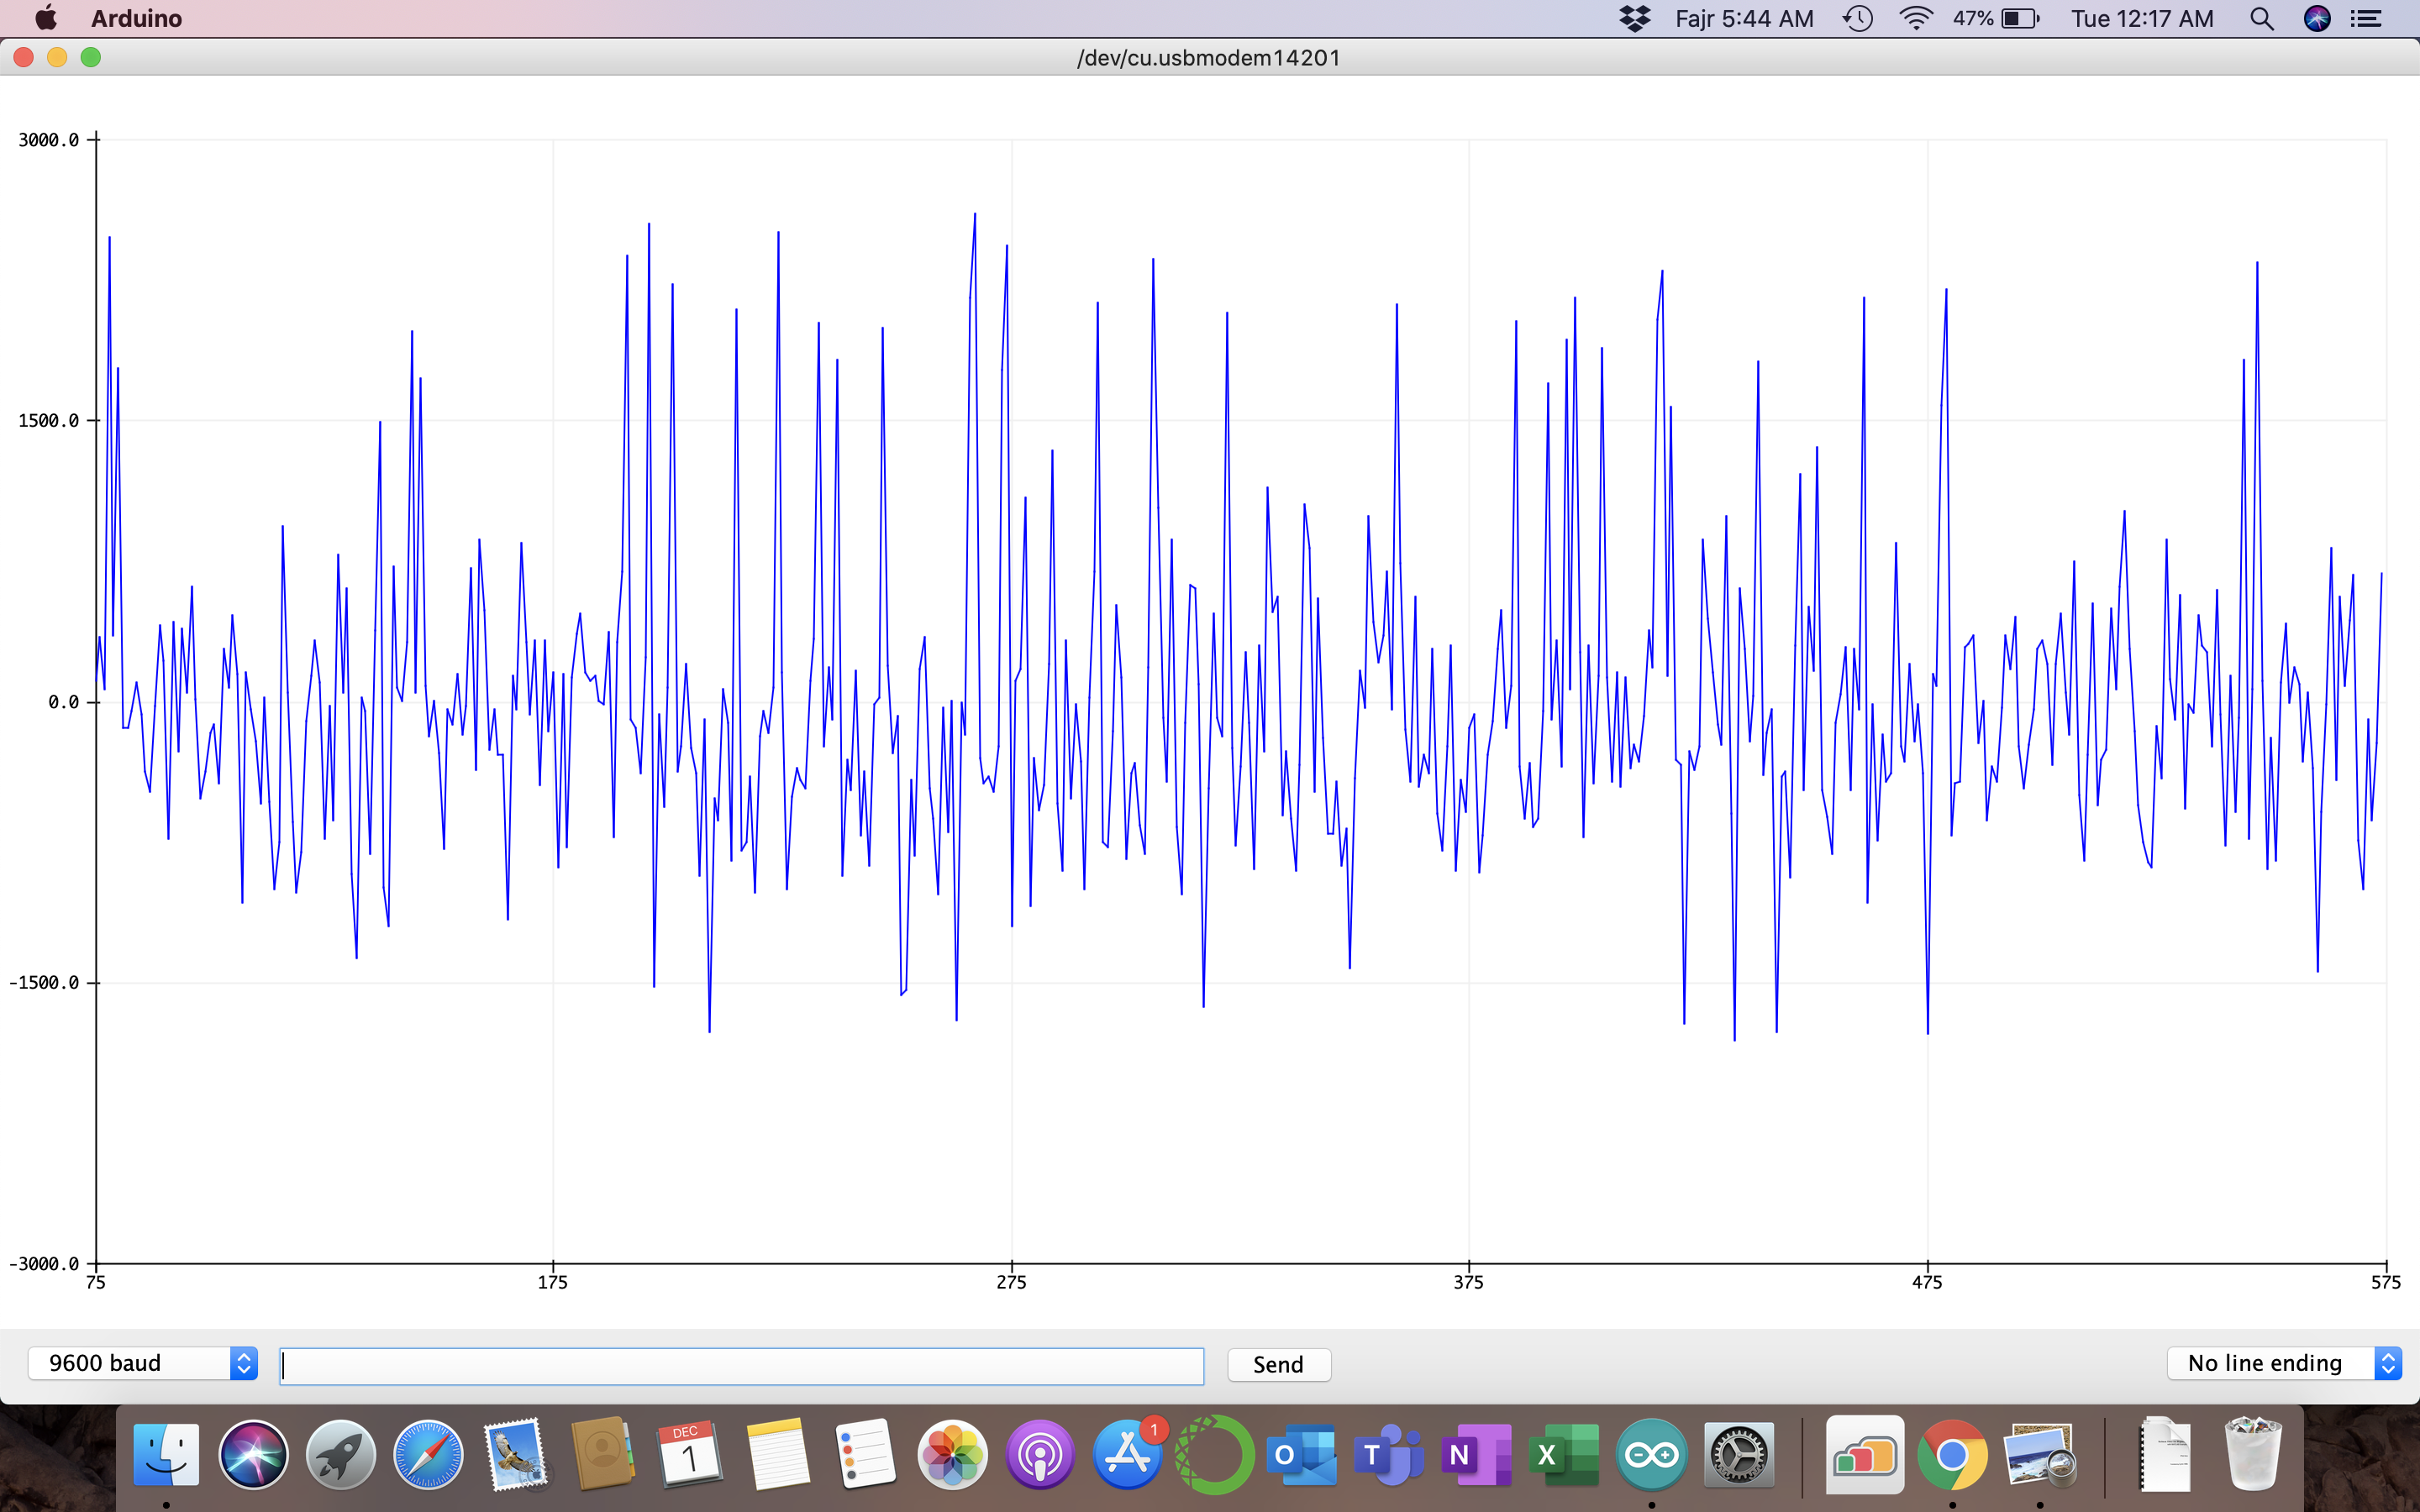 Arduino Fajr 5:44 AM 47% Tue 12:17 AM
/dev/cu.usbmodem14201
3000.0
1500.0
0.0
-1500.0
-3000.0
75 175 275 375 475 575
9600 baud Send No line ending
DEC
1
1
O T N X